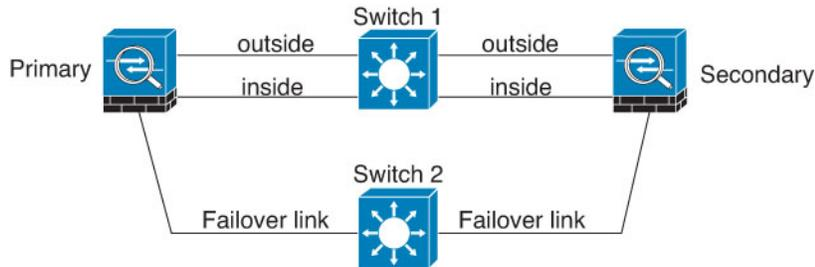 Switch 1
outside
outside
Primary
inside
inside
Secondary
Switch 2
Failover link
Failover link